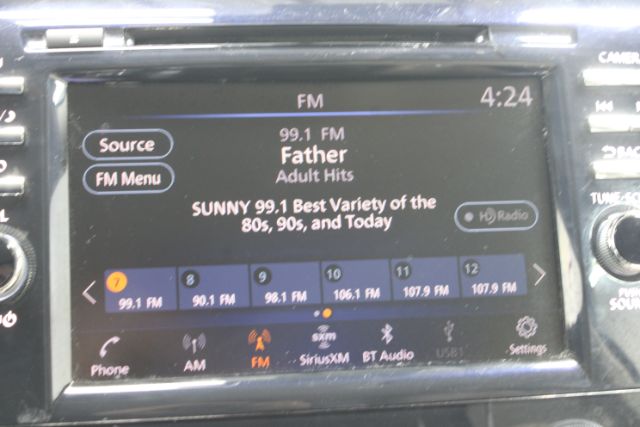 FM
4:24
CAMERA
99.1 FM
Source
Father
FM Menu
Adult Hits
SUNNY 99.1 Best Variety of the
80s, 90s, and Today
HD Radio
7 8 9 10 11 12
99.1 FM 90.1 FM 98.1 FM 106.1 FM 107.9 FM 107.9 FM
Phone AM FM sxm SiriusXM BT Audio USB1 Settings